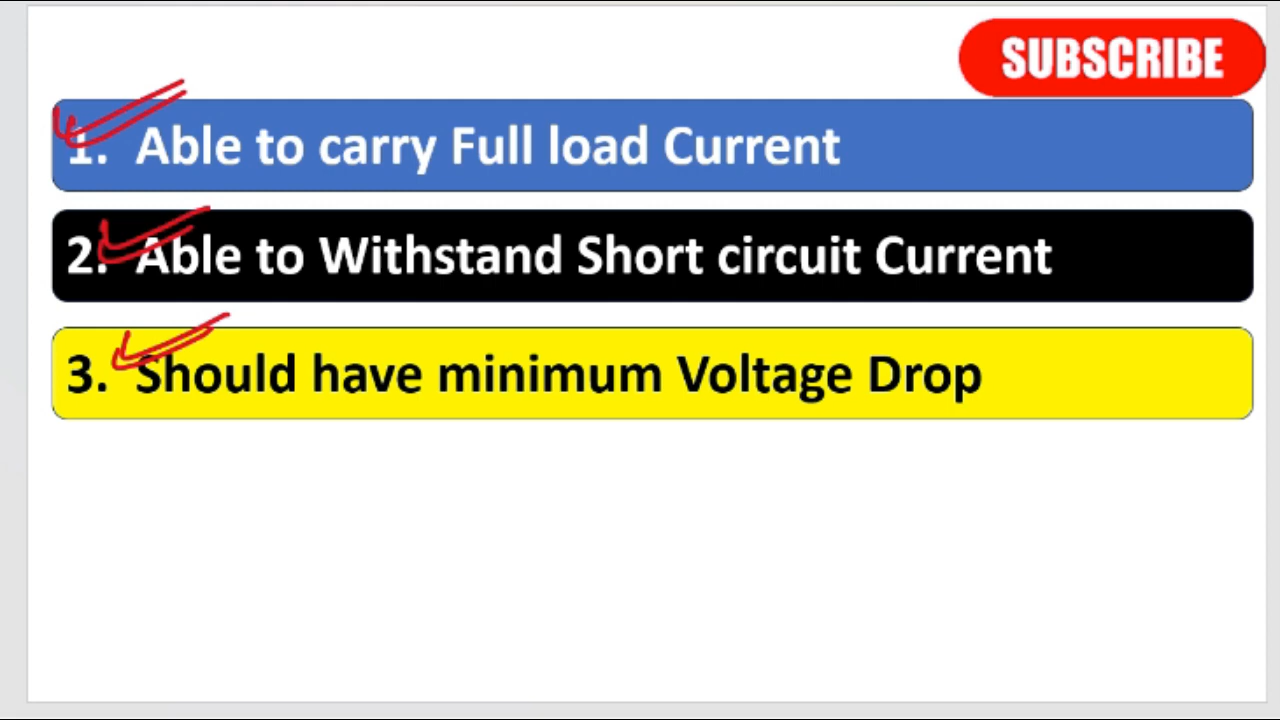 SUBSCRIBE
1. Able to carry Full load Current
2. Able to Withstand Short circuit Current
3. Should have minimum Voltage Drop